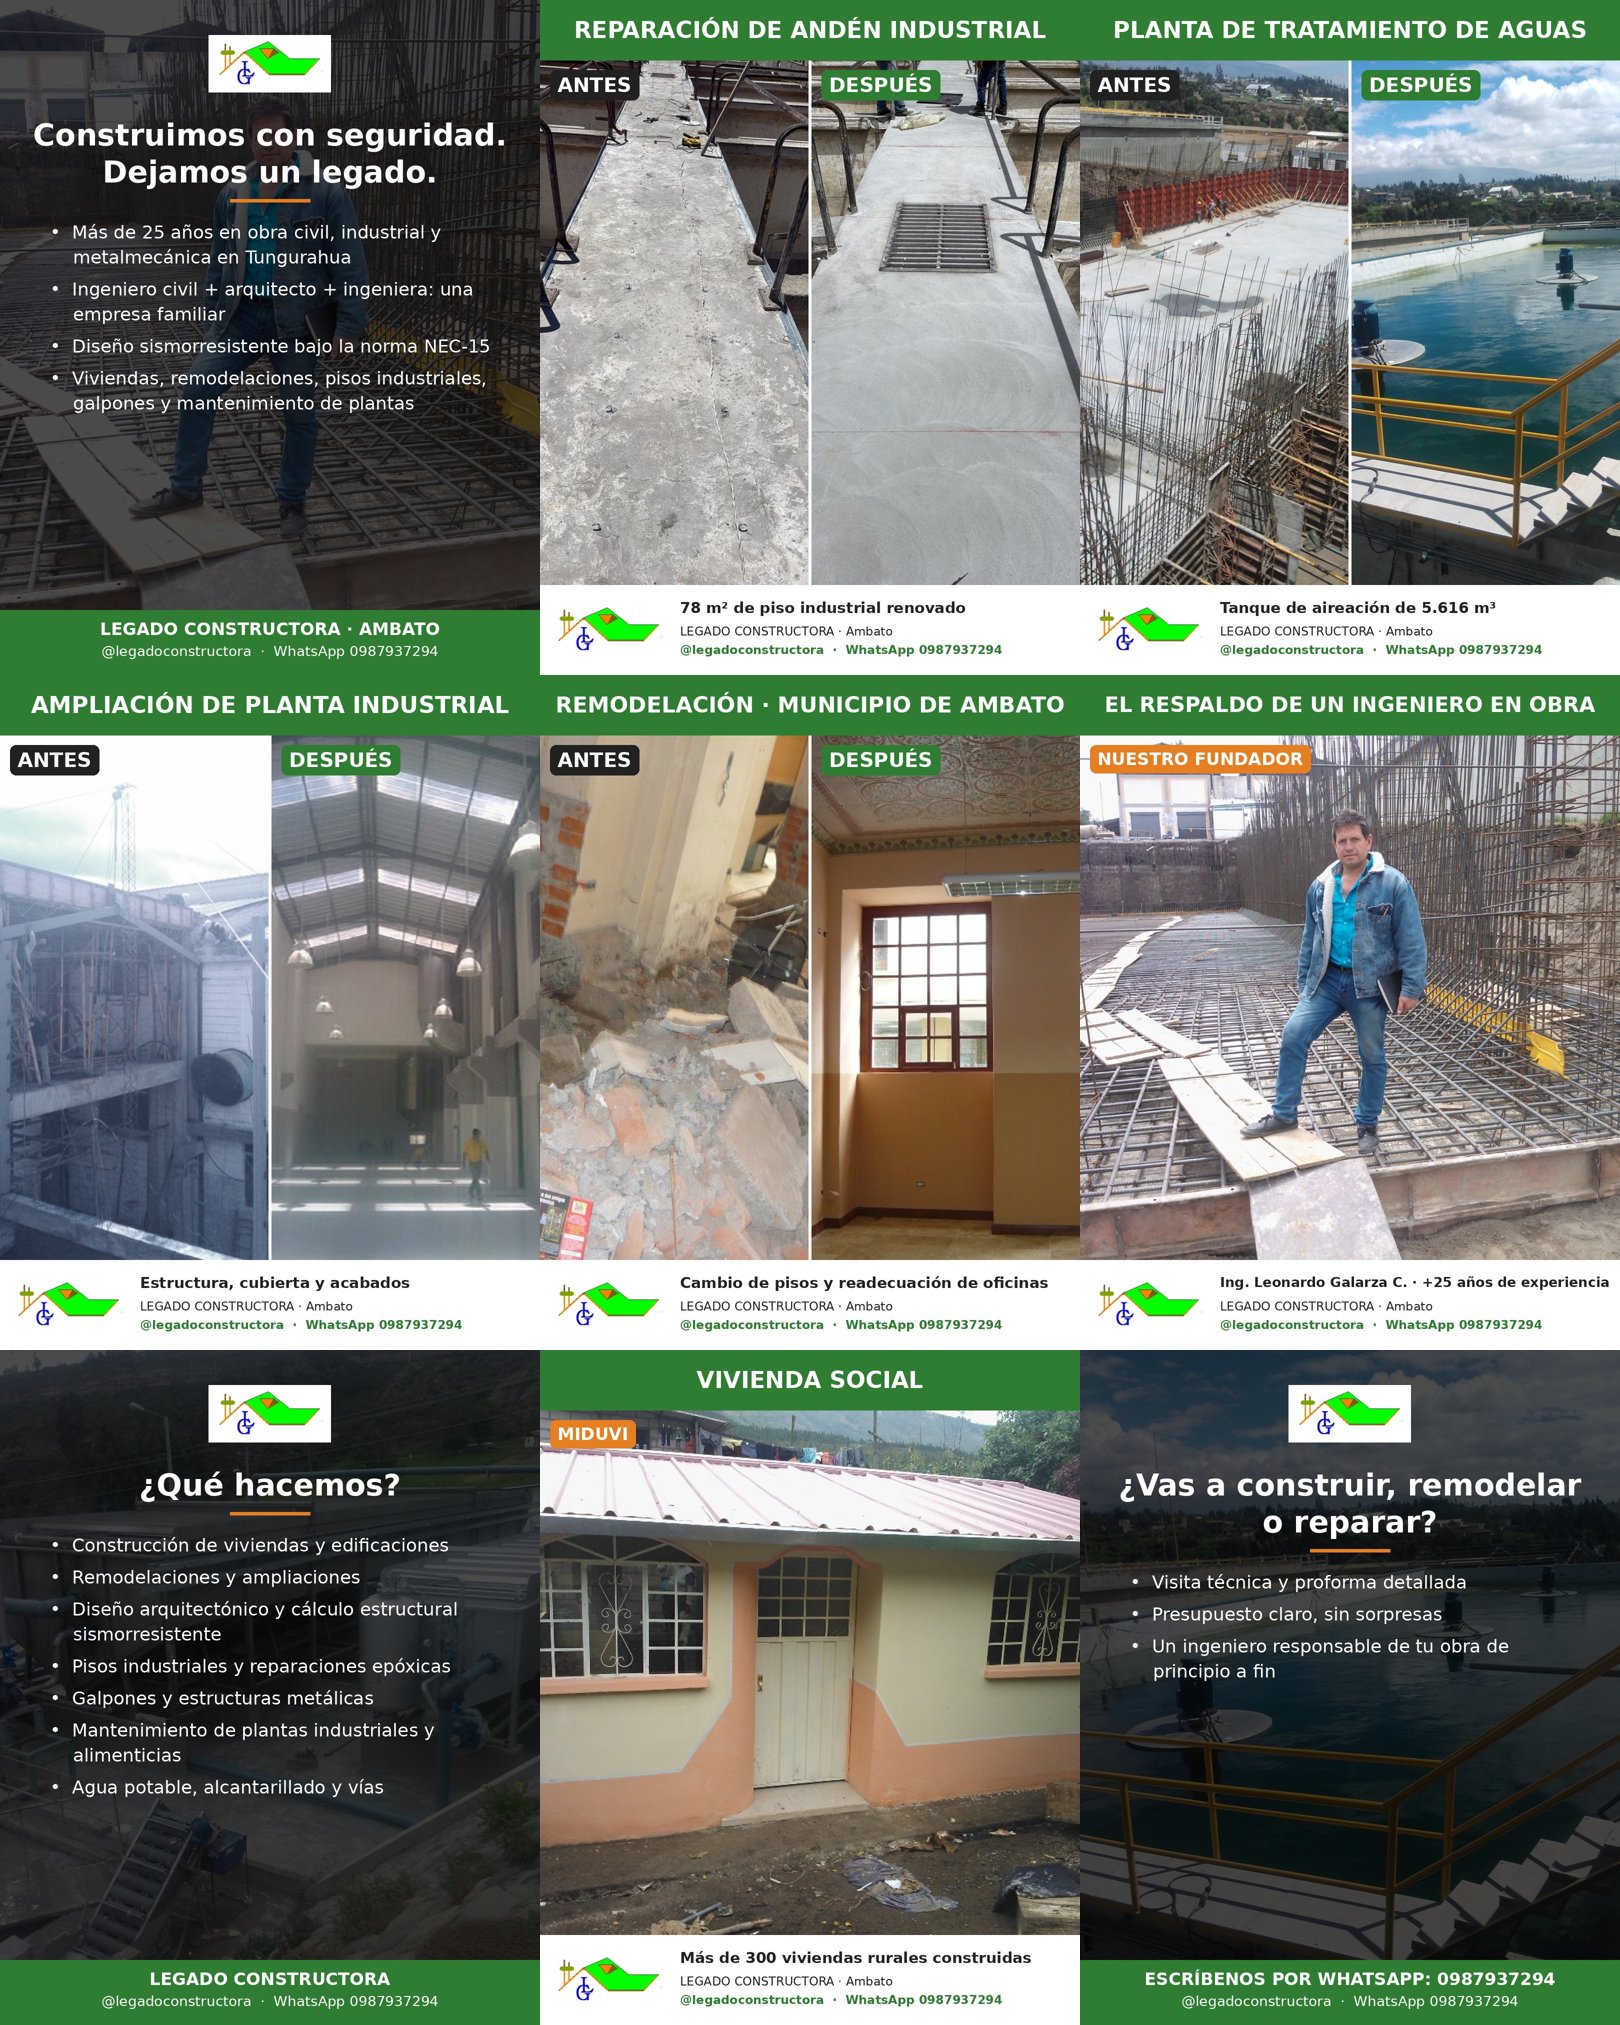 Construimos con seguridad.
Dejamos un legado.
• Más de 25 años en obra civil, industrial y
metalmecánica en Tungurahua
• Ingeniero civil + arquitecto + ingeniera: una
empresa familiar
• Diseño sismorresistente bajo la norma NEC-15
• Viviendas, remodelaciones, pisos industriales,
galpones y mantenimiento de plantas
LEGADO CONSTRUCTORA · AMBATO
@legadoconstructora · WhatsApp 0987937294
REPARACIÓN DE ANDÉN INDUSTRIAL
ANTES
DESPUÉS
78 m² de piso industrial renovado
LEGADO CONSTRUCTORA · Ambato
@legadoconstructora · WhatsApp 0987937294
PLANTA DE TRATAMIENTO DE AGUAS
ANTES
DESPUÉS
Tanque de aireación de 5.616 m³
LEGADO CONSTRUCTORA · Ambato
@legadoconstructora · WhatsApp 0987937294
AMPLIACIÓN DE PLANTA INDUSTRIAL
ANTES
DESPUÉS
Estructura, cubierta y acabados
LEGADO CONSTRUCTORA · Ambato
@legadoconstructora · WhatsApp 0987937294
REMODELACIÓN · MUNICIPIO DE AMBATO
ANTES
DESPUÉS
Cambio de pisos y readecuación de oficinas
LEGADO CONSTRUCTORA · Ambato
@legadoconstructora · WhatsApp 0987937294
EL RESPALDO DE UN INGENIERO EN OBRA
NUESTRO FUNDADOR
Ing. Leonardo Galarza C. · +25 años de experiencia
LEGADO CONSTRUCTORA · Ambato
@legadoconstructora · WhatsApp 0987937294
¿Qué hacemos?
• Construcción de viviendas y edificaciones
• Remodelaciones y ampliaciones
• Diseño arquitectónico y cálculo estructural
sismorresistente
• Pisos industriales y reparaciones epóxicas
• Galpones y estructuras metálicas
• Mantenimiento de plantas industriales y
alimenticias
• Agua potable, alcantarillado y vías
LEGADO CONSTRUCTORA
@legadoconstructora · WhatsApp 0987937294
VIVIENDA SOCIAL
MIDUVI
Más de 300 viviendas rurales construidas
LEGADO CONSTRUCTORA · Ambato
@legadoconstructora · WhatsApp 0987937294
¿Vas a construir, remodelar
o reparar?
• Visita técnica y proforma detallada
• Presupuesto claro, sin sorpresas
• Un ingeniero responsable de tu obra de
principio a fin
ESCRÍBENOS POR WHATSAPP: 0987937294
@legadoconstructora · WhatsApp 0987937294